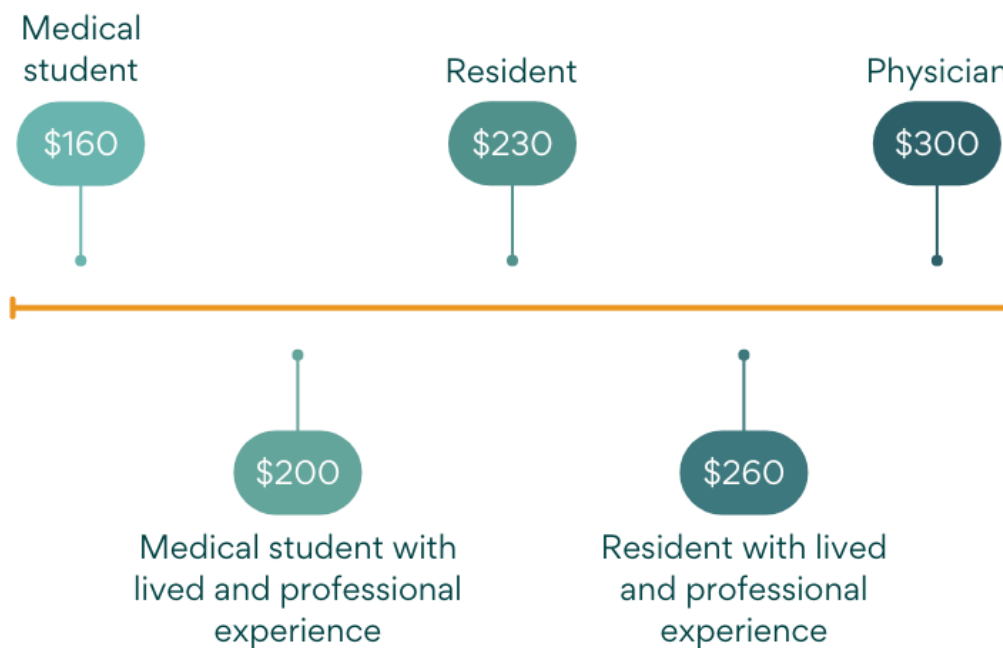 Medical
student
$160
Resident
$230
Physician
$300
$200
Medical student with
lived and professional
experience
$260
Resident with lived
and professional
experience